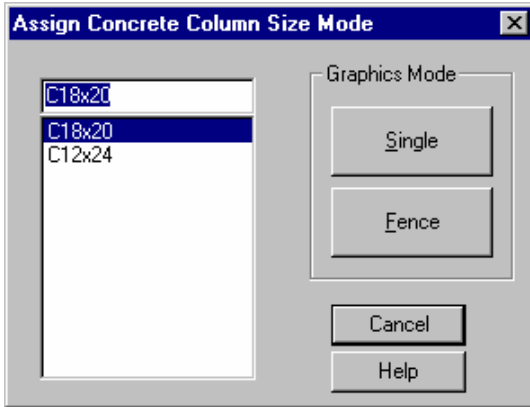 Assign Concrete Column Size Mode
C18x20
C18x20
C12x24
Graphics Mode
Single
Fence
Cancel
Help